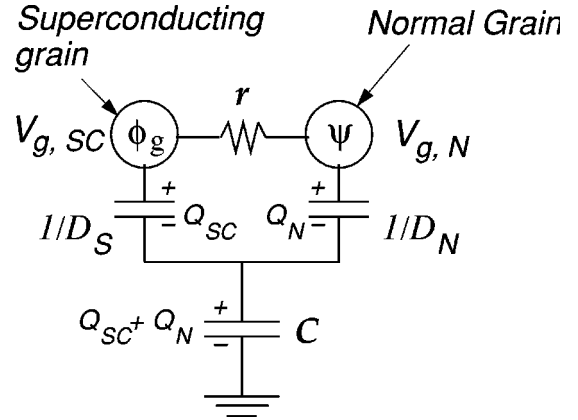 Superconducting
grain
Normal Grain
r
V_g, SC
ϕ_g
ψ
V_g, N
+
+
1/D_S
Q_SC
Q_N
1/D_N
–
–
+
Q_SC + Q_N
C
–